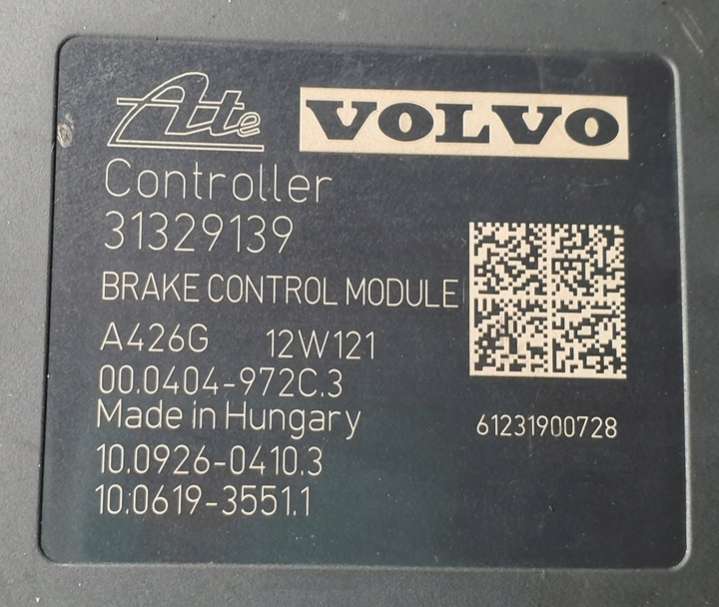 Ate VOLVO
Controller
31329139
BRAKE CONTROL MODULE
A426G 12W121
00.0404-972C.3
Made in Hungary
61231900728
10.0926-0410.3
10.0619-3551.1